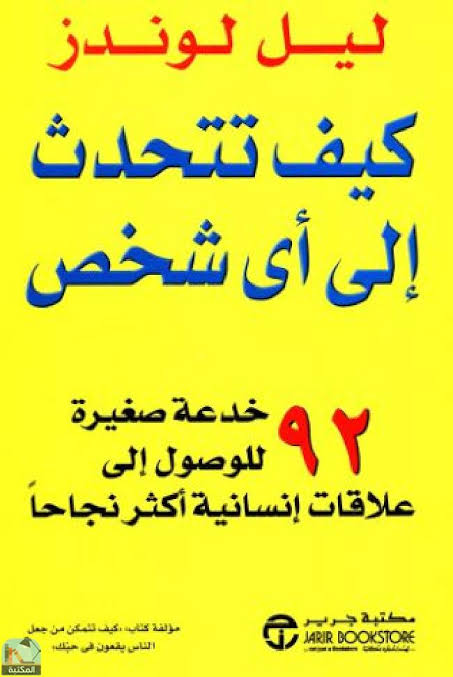 ليل لوندز
كيف تتحدث
إلى أى شخص
٩٢ خدعة صغيرة
للوصول إلى
علاقات إنسانية أكثر نجاحاً
مؤلفة كتاب: «كيف تتمكن من جعل
الناس يقعون فى حبك»
مكتبة جرير
JARIR BOOKSTORE
المكتبة